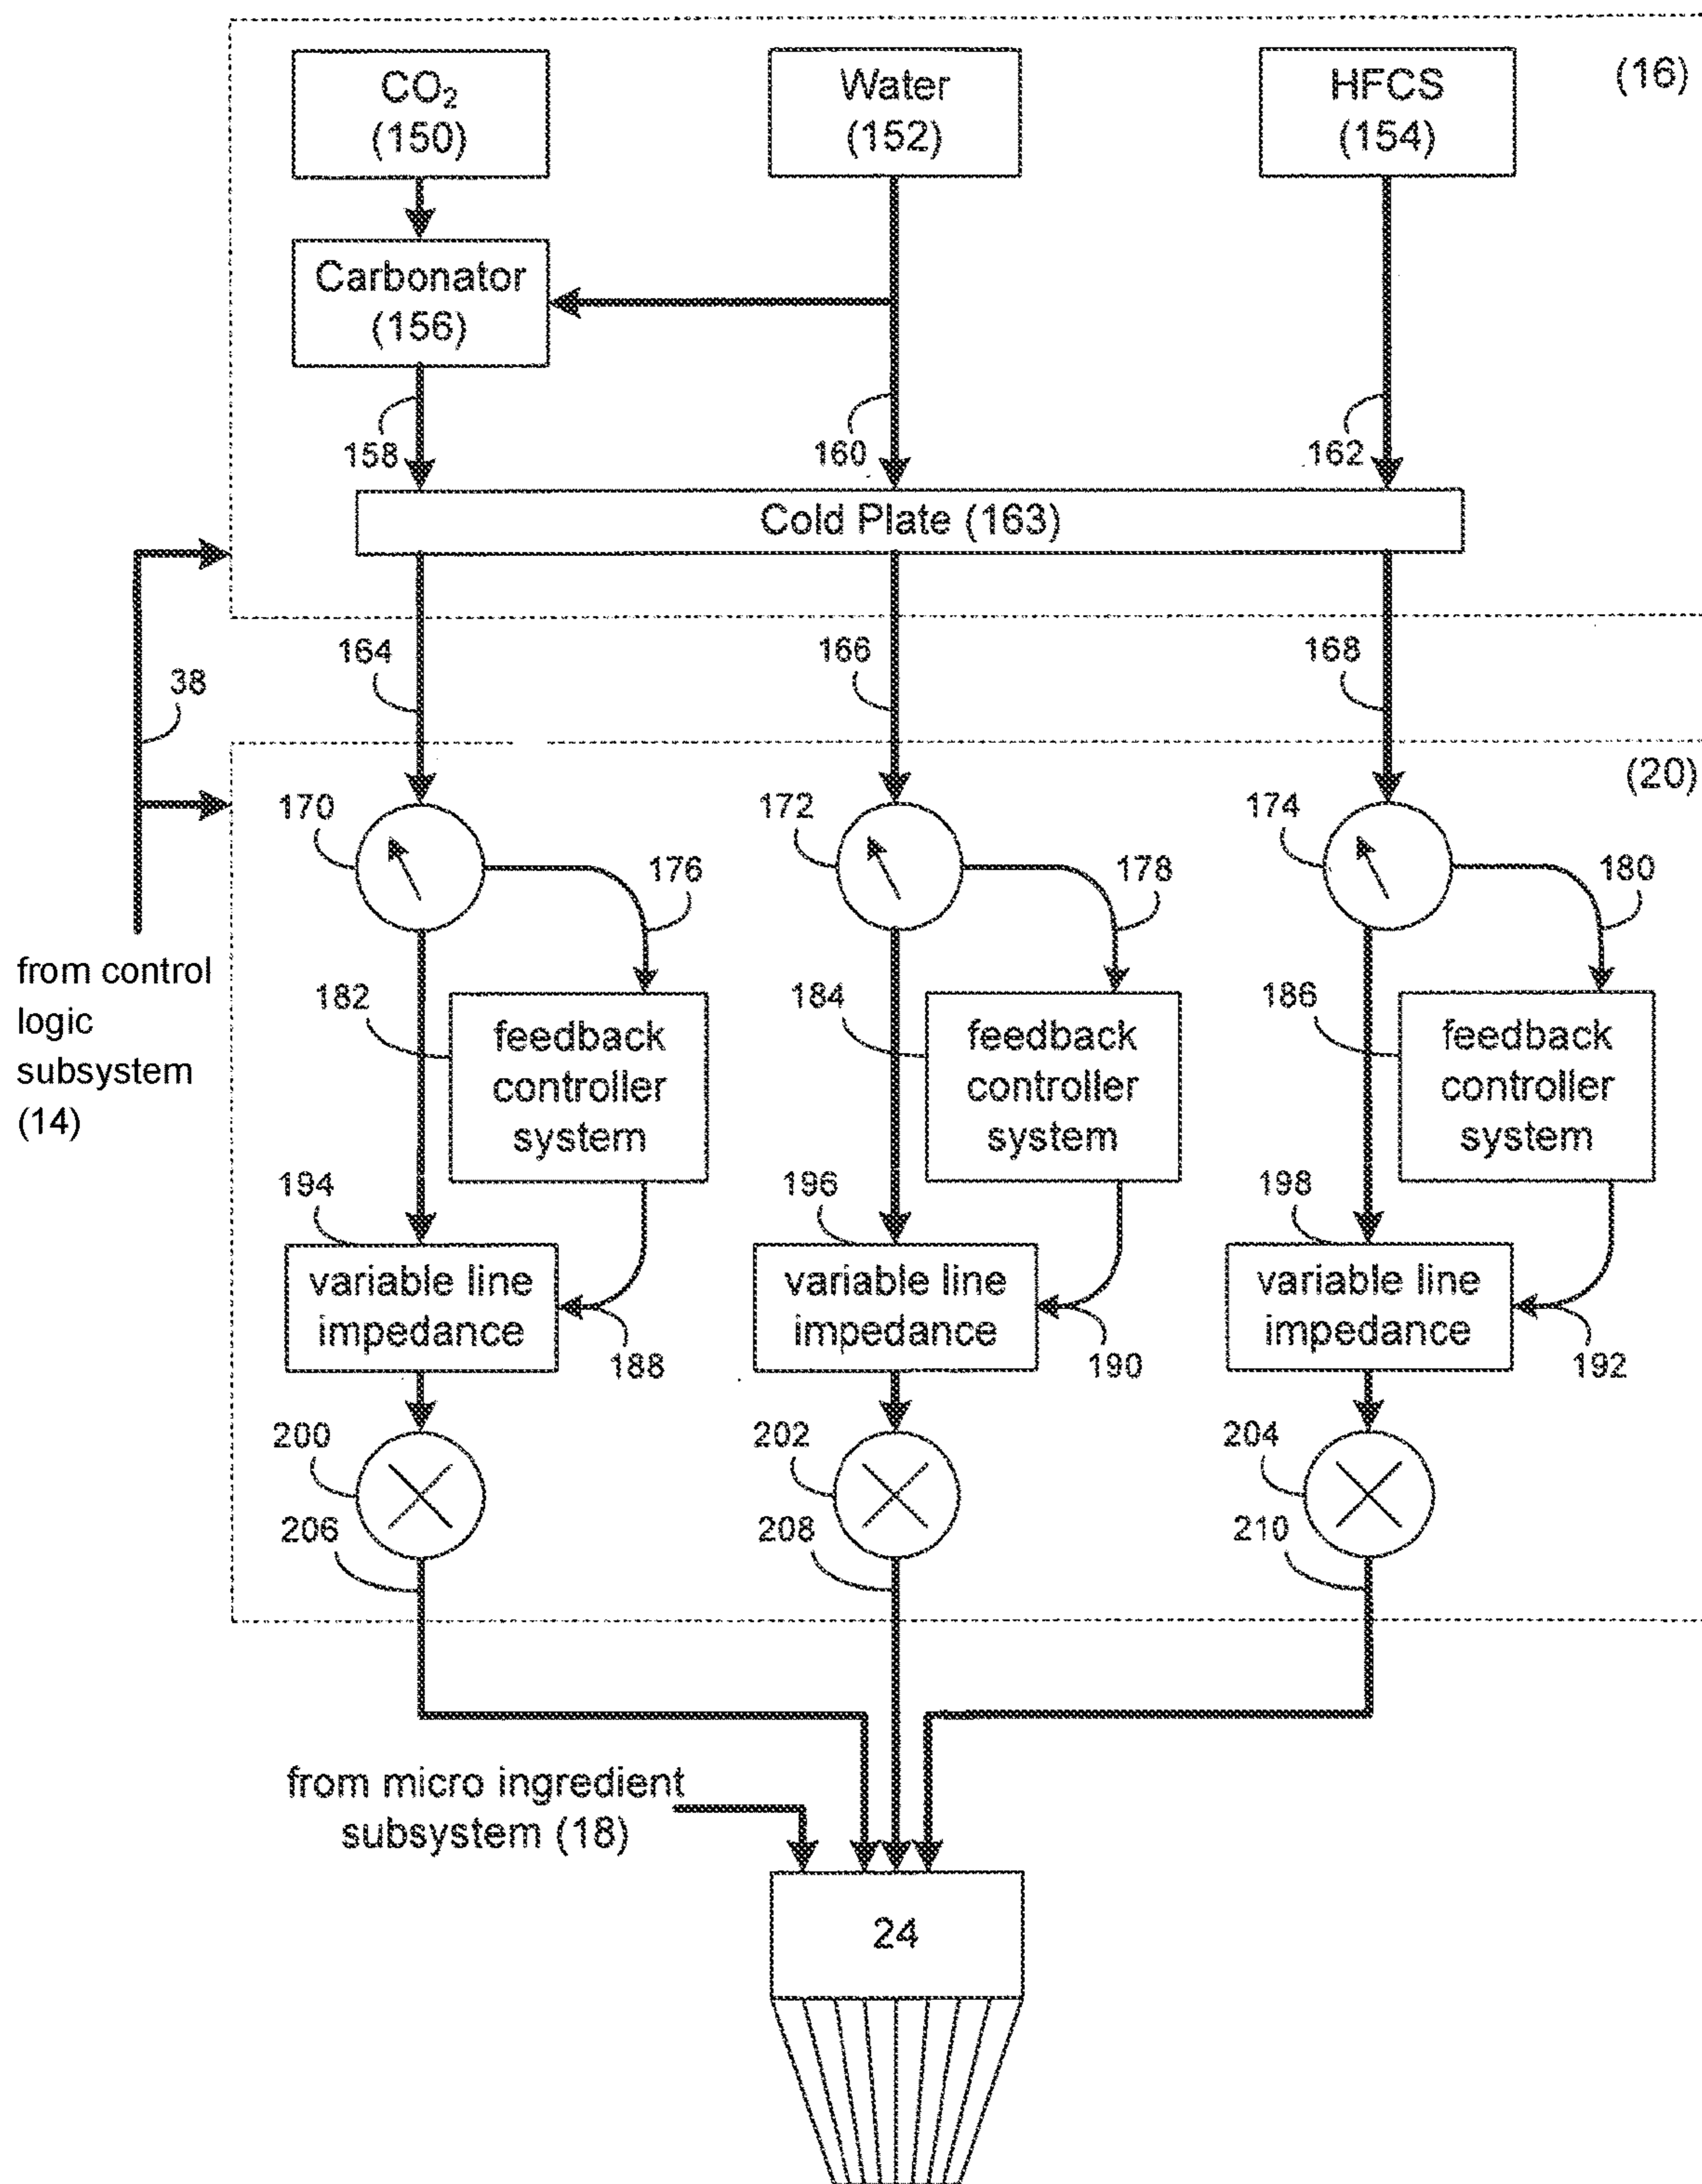 CO₂
(150)
Water
(152)
HFCS
(154)
(16)
Carbonator
(156)
158
160
162
Cold Plate (163)
164
166
168
38
(20)
170
172
174
176
178
180
from control
logic
subsystem
(14)
182
184
186
feedback
controller
system
feedback
controller
system
feedback
controller
system
194
196
198
variable line
impedance
variable line
impedance
variable line
impedance
188
190
192
200
202
204
206
208
210
from micro ingredient
subsystem (18)
24